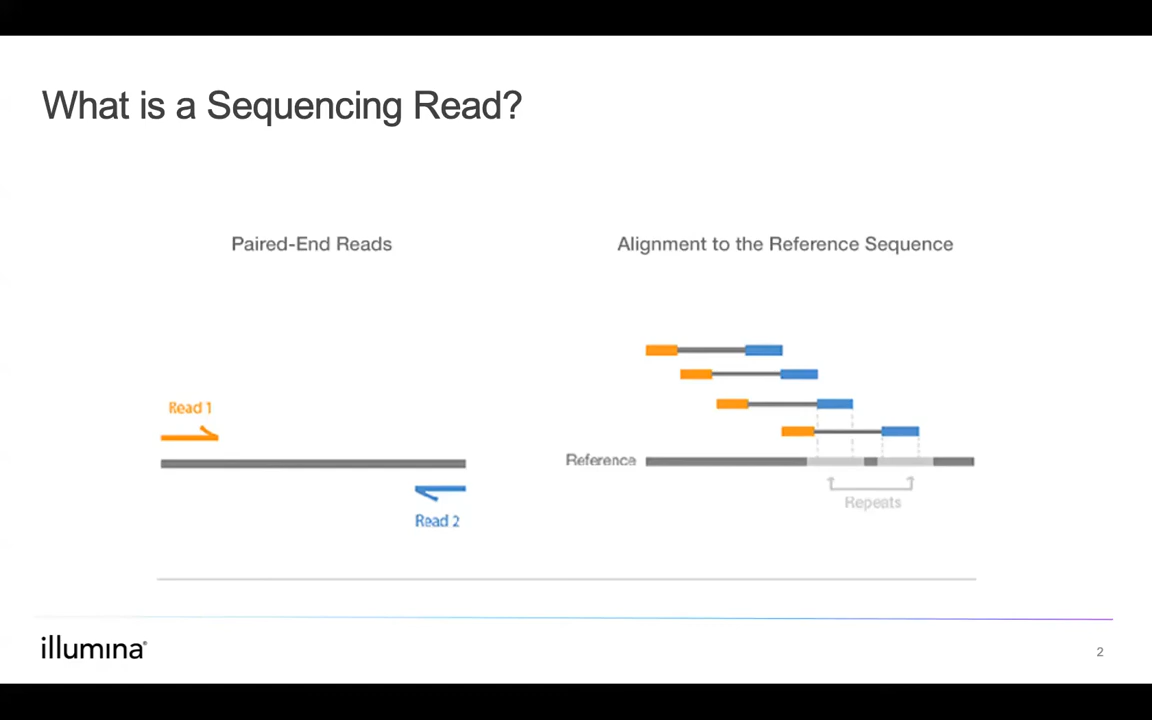 What is a Sequencing Read?
Paired-End Reads
Alignment to the Reference Sequence
Read 1
Read 2
Reference
Repeats
illumina®
2